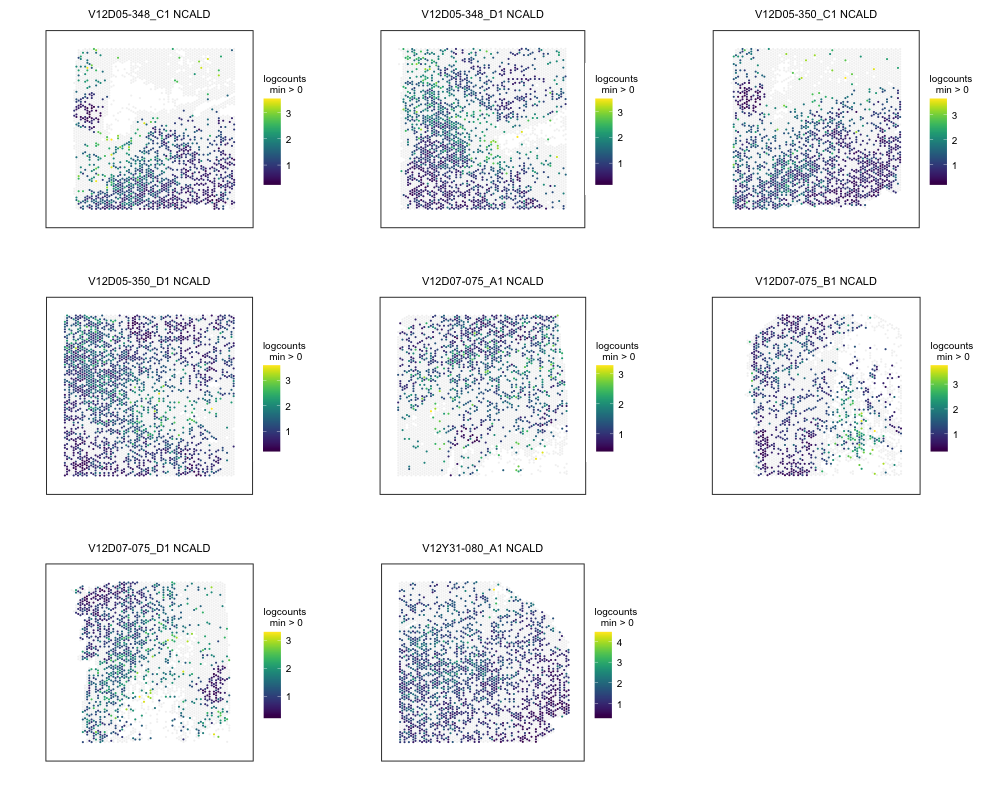 V12D05-348_C1 NCALD
logcounts
min > 0
3
2
1
V12D05-348_D1 NCALD
logcounts
min > 0
3
2
1
V12D05-350_C1 NCALD
logcounts
min > 0
3
2
1
V12D05-350_D1 NCALD
logcounts
min > 0
3
2
1
V12D07-075_A1 NCALD
logcounts
min > 0
3
2
1
V12D07-075_B1 NCALD
logcounts
min > 0
3
2
1
V12D07-075_D1 NCALD
logcounts
min > 0
3
2
1
V12Y31-080_A1 NCALD
logcounts
min > 0
4
3
2
1